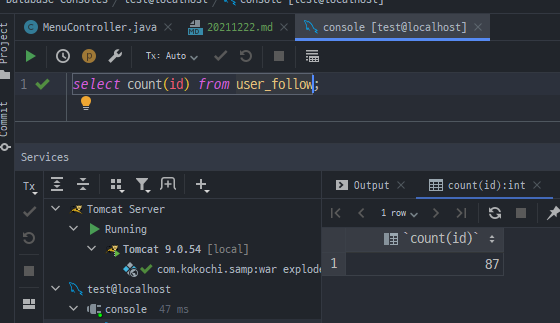 Database Consoles / test@localhost / console [test@localhost]
Project
Commit
MenuController.java
20211222.md
console [test@localhost]
Tx: Auto
1
select count(id) from user_follow;
Services
Tx
Output
count(id):int
Tomcat Server
Running
Tomcat 9.0.54 [local]
com.kokochi.samp:war explode
test@localhost
console 47 ms
1 row
`count(id)`
1
87